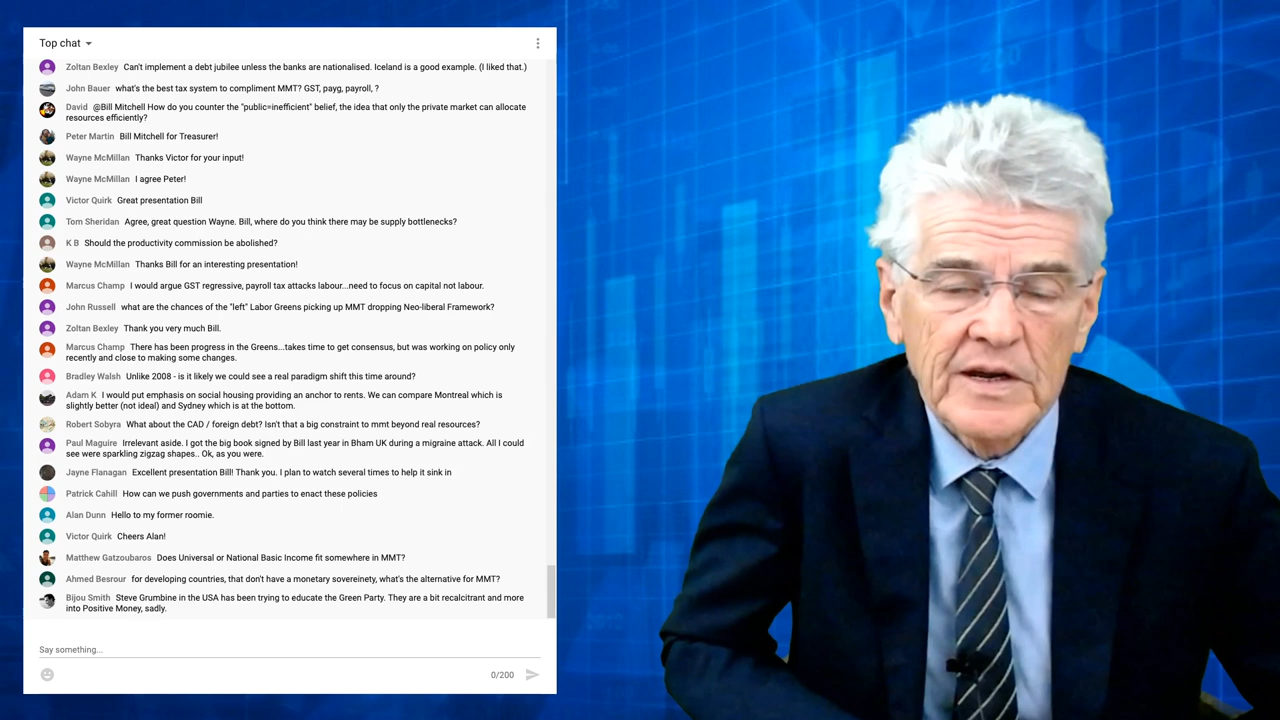 Top chat
Zoltan Bexley Can't implement a debt jubilee unless the banks are nationalised. Iceland is a good example. (I liked that.)
John Bauer what's the best tax system to compliment MMT? GST, payg, payroll, ?
David @Bill Mitchell How do you counter the "public=inefficient" belief, the idea that only the private market can allocate
resources efficiently?
Peter Martin Bill Mitchell for Treasurer!
Wayne McMillan Thanks Victor for your input!
Wayne McMillan I agree Peter!
Victor Quirk Great presentation Bill
Tom Sheridan Agree, great question Wayne. Bill, where do you think there may be supply bottlenecks?
K B Should the productivity commission be abolished?
Wayne McMillan Thanks Bill for an interesting presentation!
Marcus Champ I would argue GST regressive, payroll tax attacks labour...need to focus on capital not labour.
John Russell what are the chances of the "left" Labor Greens picking up MMT dropping Neo-liberal Framework?
Zoltan Bexley Thank you very much Bill.
Marcus Champ There has been progress in the Greens...takes time to get consensus, but was working on policy only
recently and close to making some changes.
Bradley Walsh Unlike 2008 - is it likely we could see a real paradigm shift this time around?
Adam K I would put emphasis on social housing providing an anchor to rents. We can compare Montreal which is
slightly better (not ideal) and Sydney which is at the bottom.
Robert Sobyra What about the CAD / foreign debt? Isn't that a big constraint to mmt beyond real resources?
Paul Maguire Irrelevant aside. I got the big book signed by Bill last year in Bham UK during a migraine attack. All I could
see were sparkling zigzag shapes.. Ok, as you were.
Jayne Flanagan Excellent presentation Bill! Thank you. I plan to watch several times to help it sink in
Patrick Cahill How can we push governments and parties to enact these policies
Alan Dunn Hello to my former roomie.
Victor Quirk Cheers Alan!
Matthew Gatzoubaros Does Universal or National Basic Income fit somewhere in MMT?
Ahmed Besrour for developing countries, that don't have a monetary sovereinety, what's the alternative for MMT?
Bijou Smith Steve Grumbine in the USA has been trying to educate the Green Party. They are a bit recalcitrant and more
into Positive Money, sadly.
Say something...
0/200